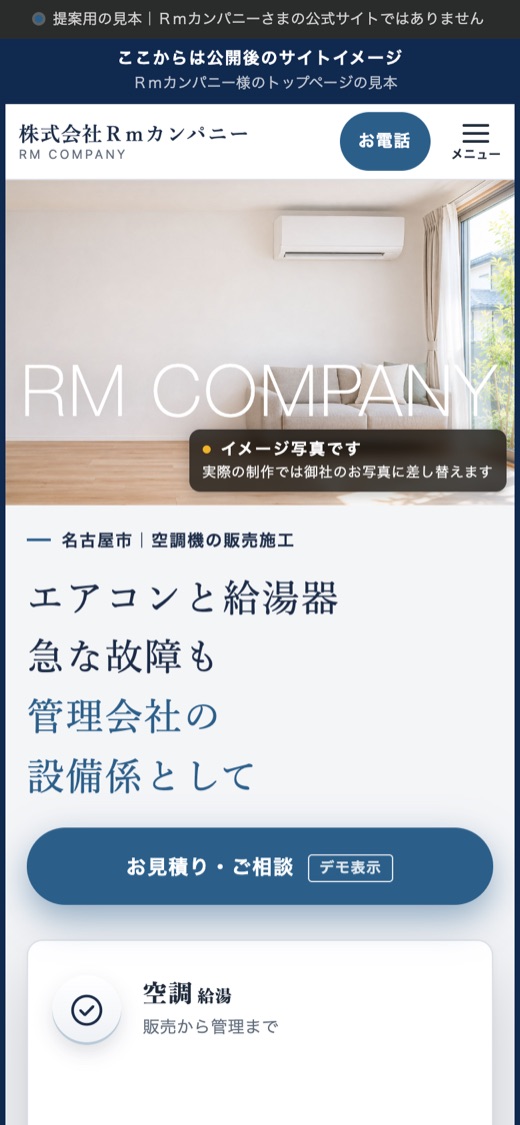 提案用の見本｜Ｒｍカンパニーさまの公式サイトではありません
ここからは公開後のサイトイメージ
Ｒｍカンパニー様のトップページの見本
株式会社Ｒｍカンパニー
RM COMPANY
お電話
メニュー
RM COMPANY
イメージ写真です
実際の制作では御社のお写真に差し替えます
名古屋市｜空調機の販売施工
エアコンと給湯器
急な故障も
管理会社の
設備係として
お見積り・ご相談 デモ表示
空調 給湯
販売から管理まで